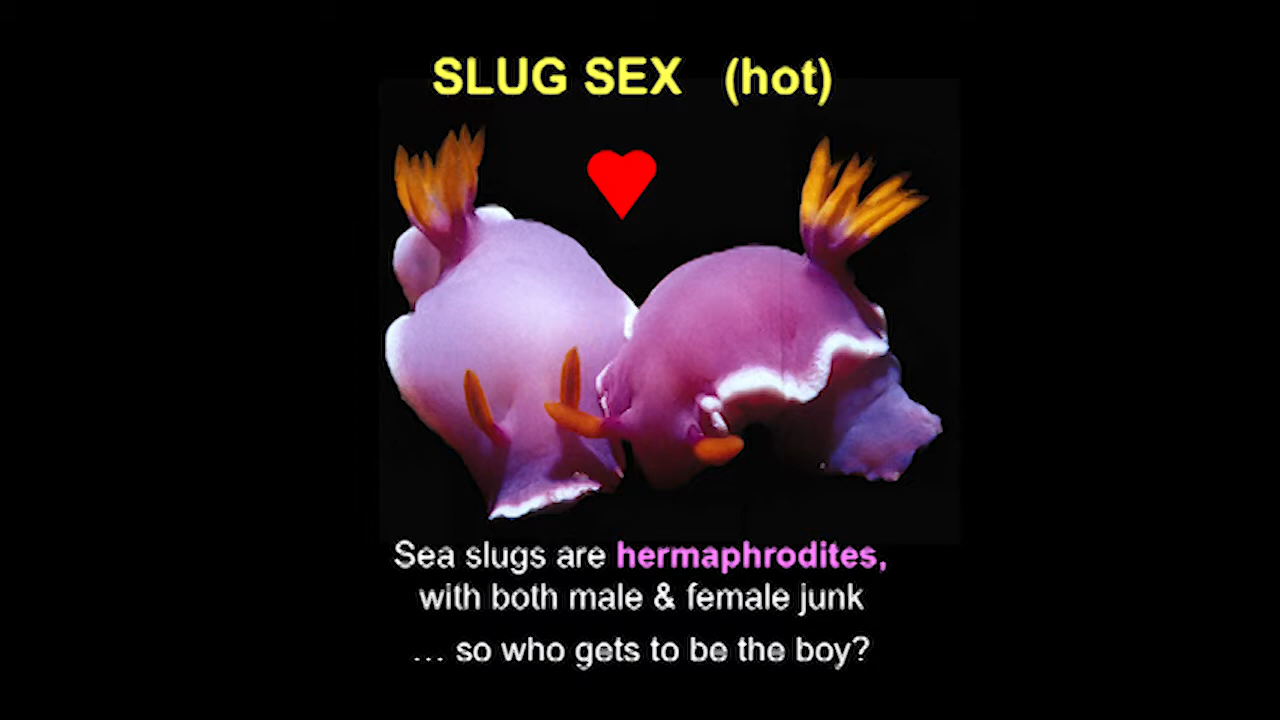 SLUG SEX (hot)
Sea slugs are hermaphrodites,
with both male & female junk
… so who gets to be the boy?